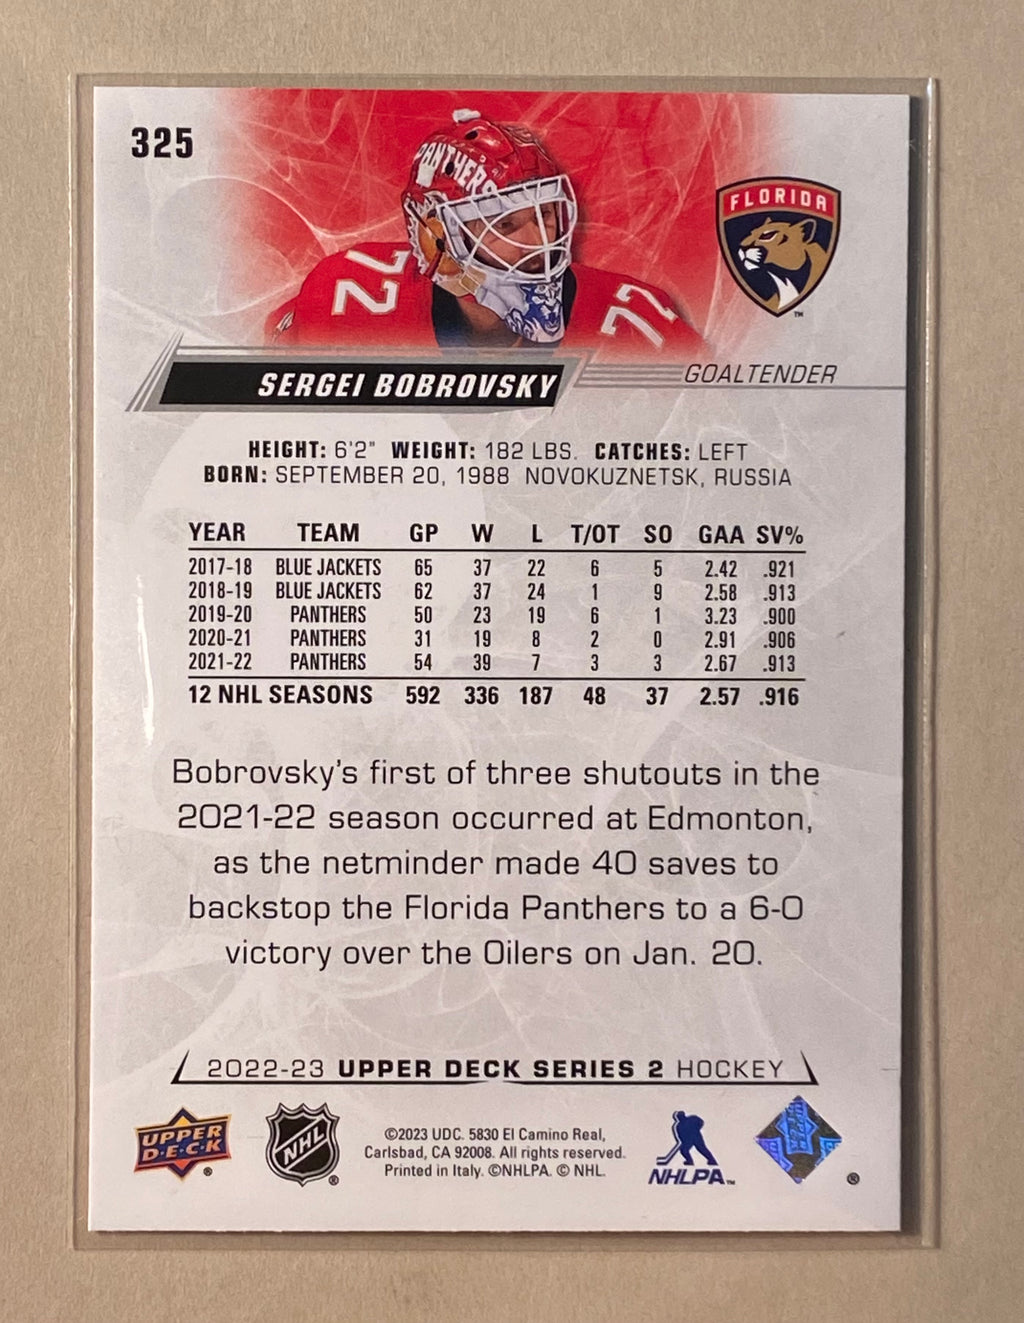 325
PANTHERS
72
72
FLORIDA
™
SERGEI BOBROVSKY
GOALTENDER
HEIGHT: 6'2" WEIGHT: 182 LBS. CATCHES: LEFT
BORN: SEPTEMBER 20, 1988 NOVOKUZNETSK, RUSSIA
YEAR TEAM GP W L T/OT SO GAA SV%
2017-18 BLUE JACKETS 65 37 22 6 5 2.42 .921
2018-19 BLUE JACKETS 62 37 24 1 9 2.58 .913
2019-20 PANTHERS 50 23 19 6 1 3.23 .900
2020-21 PANTHERS 31 19 8 2 0 2.91 .906
2021-22 PANTHERS 54 39 7 3 3 2.67 .913
12 NHL SEASONS 592 336 187 48 37 2.57 .916
Bobrovsky's first of three shutouts in the
2021-22 season occurred at Edmonton,
as the netminder made 40 saves to
backstop the Florida Panthers to a 6-0
victory over the Oilers on Jan. 20.
2022-23 UPPER DECK SERIES 2 HOCKEY
UPPER
D·E·C·K
®
NHL
®
©2023 UDC. 5830 El Camino Real,
Carlsbad, CA 92008. All rights reserved.
Printed in Italy. ©NHLPA. © NHL.
NHLPA™
UPPER
DECK
®